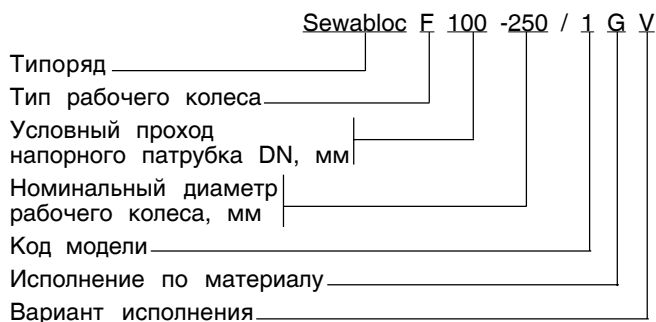 Sewabloc F 100 -250 / 1 G V
Типоряд
Тип рабочего колеса
Условный проход
напорного патрубка DN, мм
Номинальный диаметр
рабочего колеса, мм
Код модели
Исполнение по материалу
Вариант исполнения